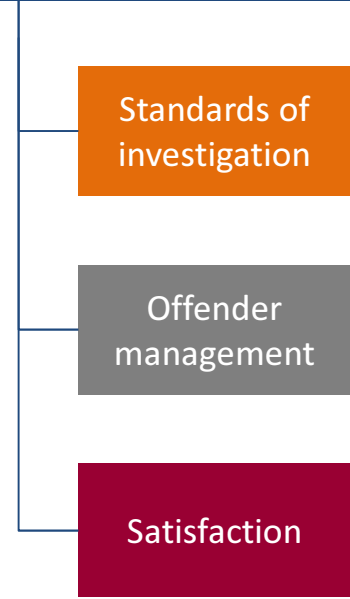 Standards of
investigation
Offender
management
Satisfaction